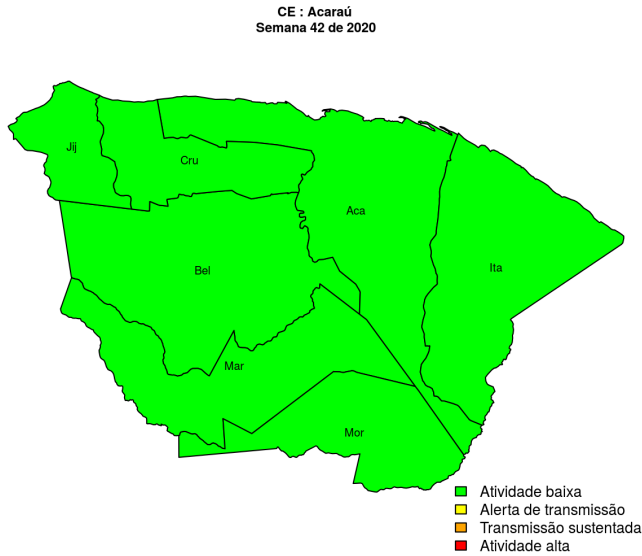 CE : Acaraú
Semana 42 de 2020
Jij
Cru
Aca
Ita
Bel
Mar
Mor
Atividade baixa
Alerta de transmissão
Transmissão sustentada
Atividade alta